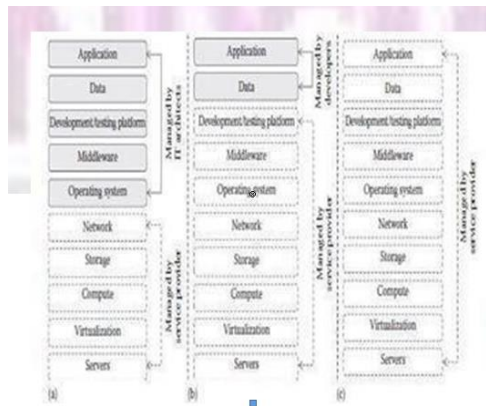 Application
Data
Development/testing platform
Middleware
Operating system
Network
Storage
Compute
Virtualization
Servers
Managed by
IT architects
Managed by
service provider
(a)
Application
Data
Development/testing platform
Middleware
Operating system
Network
Storage
Compute
Virtualization
Servers
Managed by
developers
Managed by
service provider
(b)
Application
Data
Development/testing platform
Middleware
Operating system
Network
Storage
Compute
Virtualization
Servers
Managed by
service provider
(c)